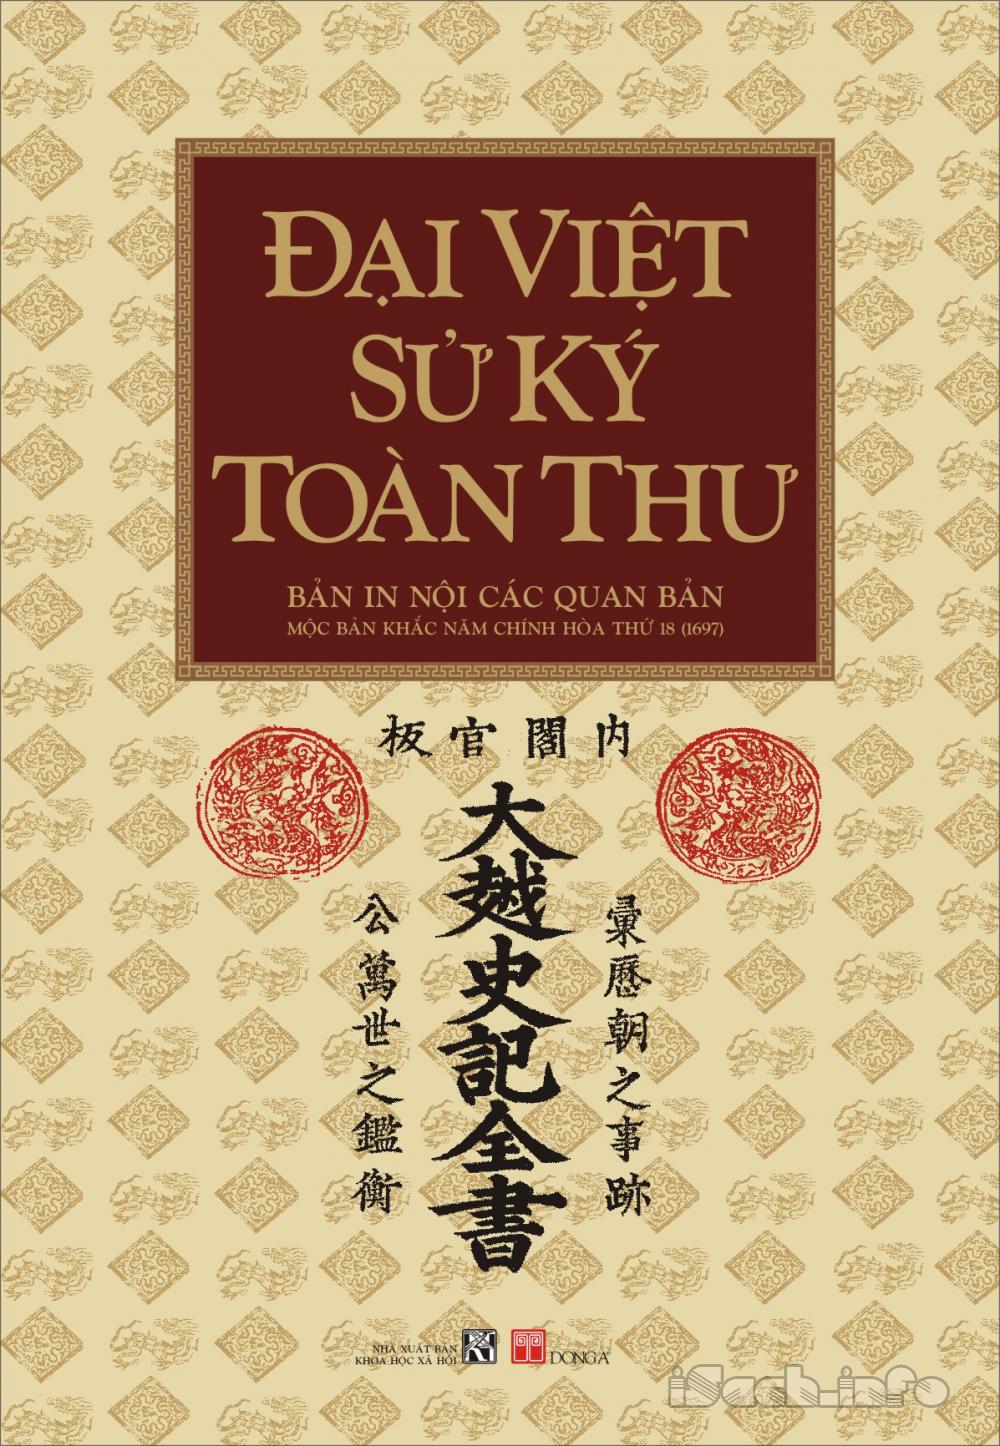 ĐẠI VIỆT
SỬ KÝ
TOÀN THƯ
BẢN IN NỘI CÁC QUAN BẢN
MỘC BẢN KHẮC NĂM CHÍNH HÒA THỨ 18 (1697)
內閣官板
彙歷朝之事跡
大越史記全書
公萬世之鑑衡
NHÀ XUẤT BẢN
KHOA HỌC XÃ HỘI
DONG A
iSach.info